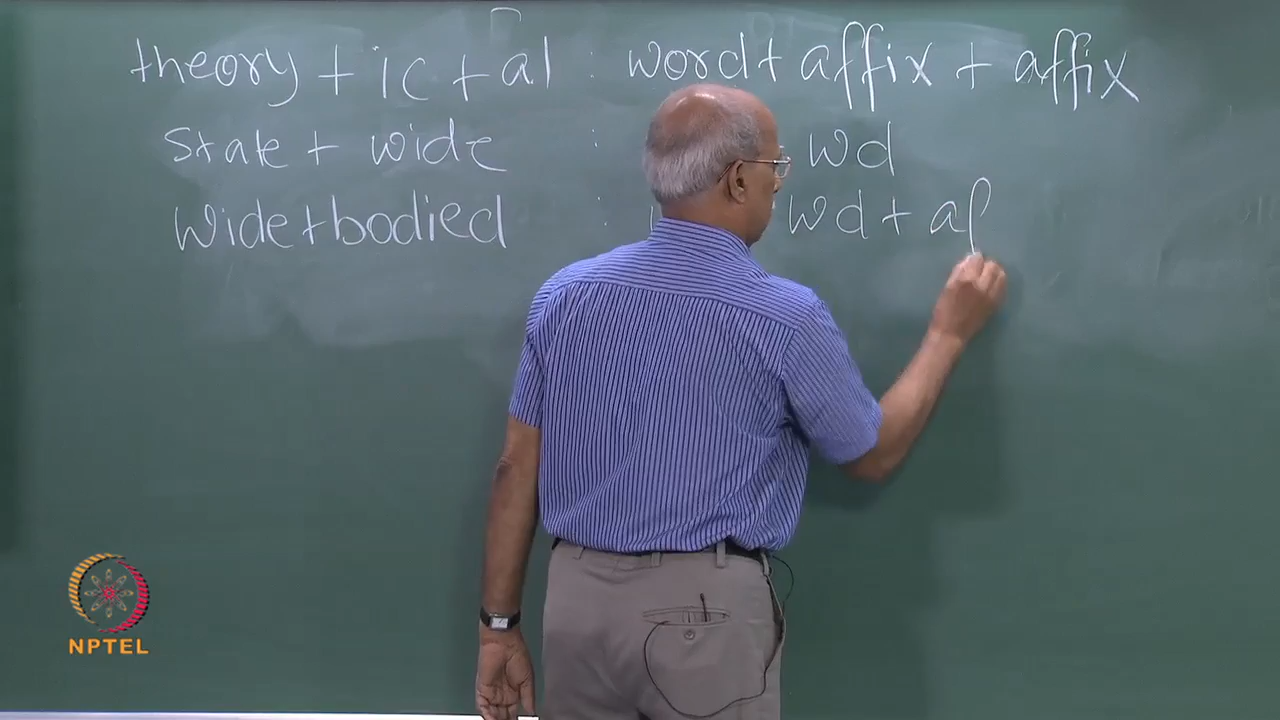 theory + ic + al : word + affix + affix
state + wide : wd
wide + bodied : wd + af
NPTEL